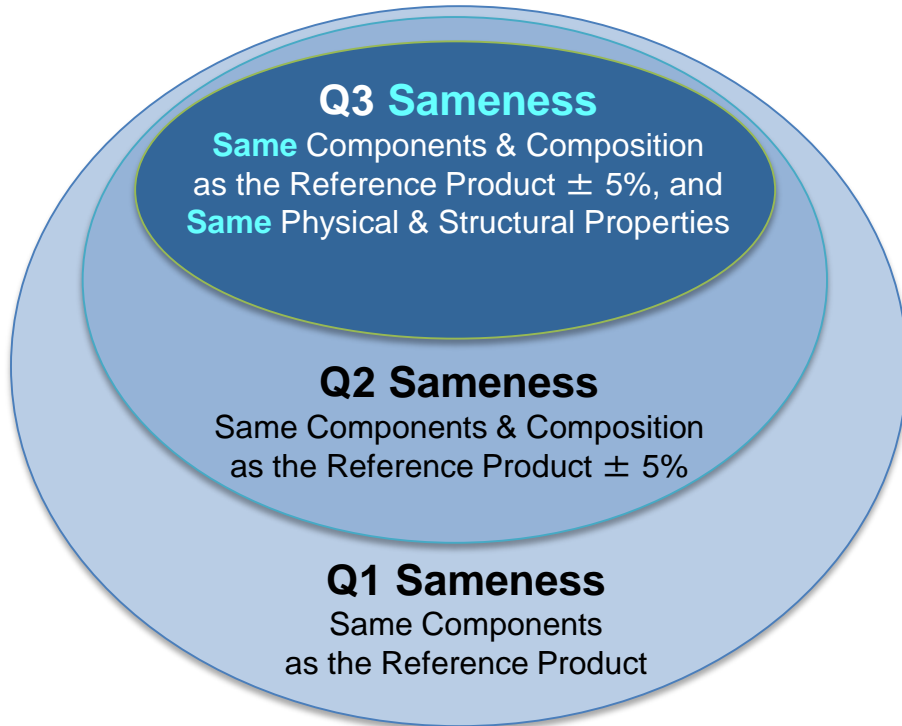 Q3 Sameness
Same Components & Composition
as the Reference Product ± 5%, and
Same Physical & Structural Properties
Q2 Sameness
Same Components & Composition
as the Reference Product ± 5%
Q1 Sameness
Same Components
as the Reference Product